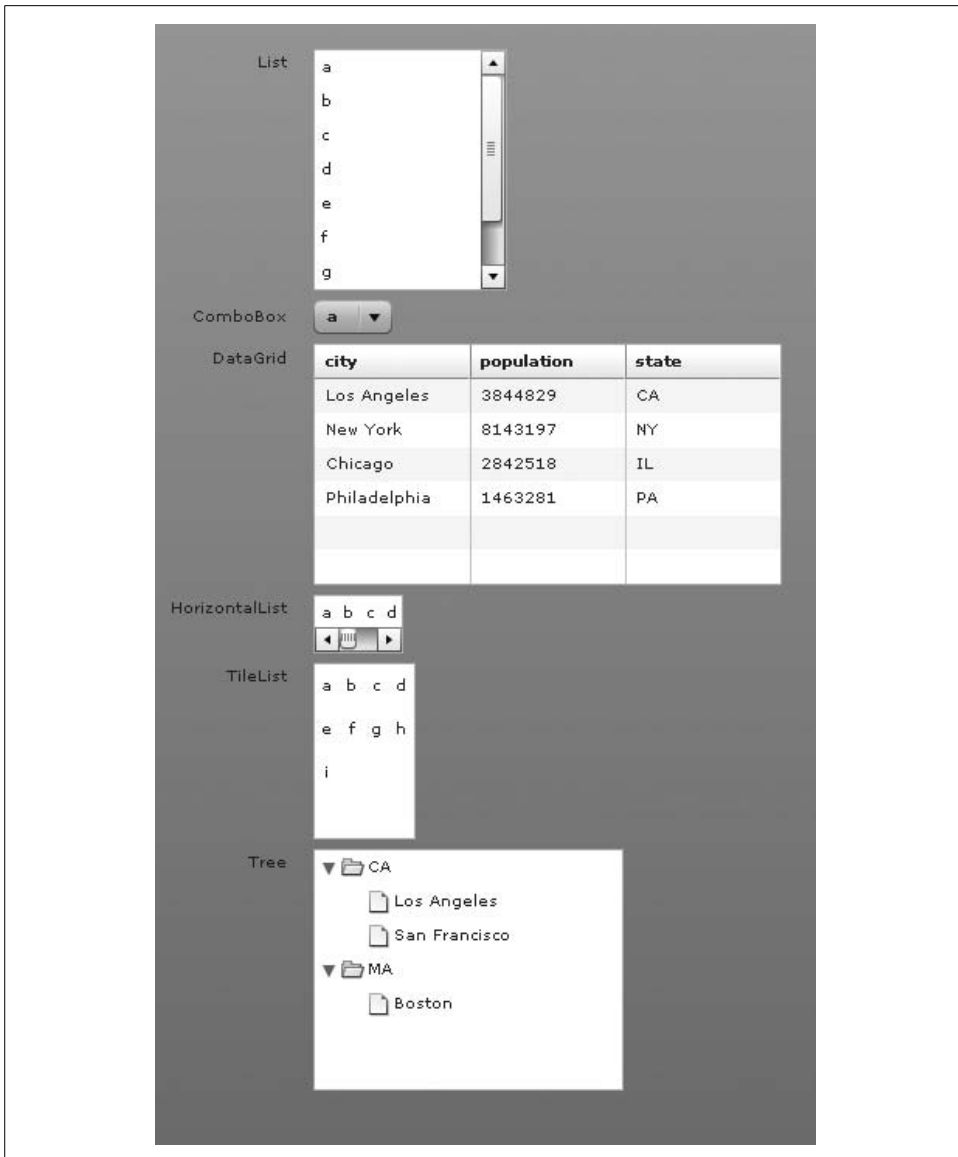 List
a
b
c
d
e
f
g
ComboBox
a
DataGrid
city population state
Los Angeles 3844829 CA
New York 8143197 NY
Chicago 2842518 IL
Philadelphia 1463281 PA
HorizontalList
a b c d
TileList
a b c d
e f g h
i
Tree
CA
Los Angeles
San Francisco
MA
Boston